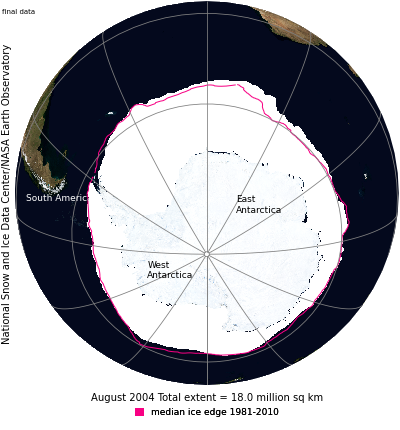 final data
National Snow and Ice Data Center/NASA Earth Observatory
South America
East
Antarctica
West
Antarctica
August 2004 Total extent = 18.0 million sq km
median ice edge 1981-2010